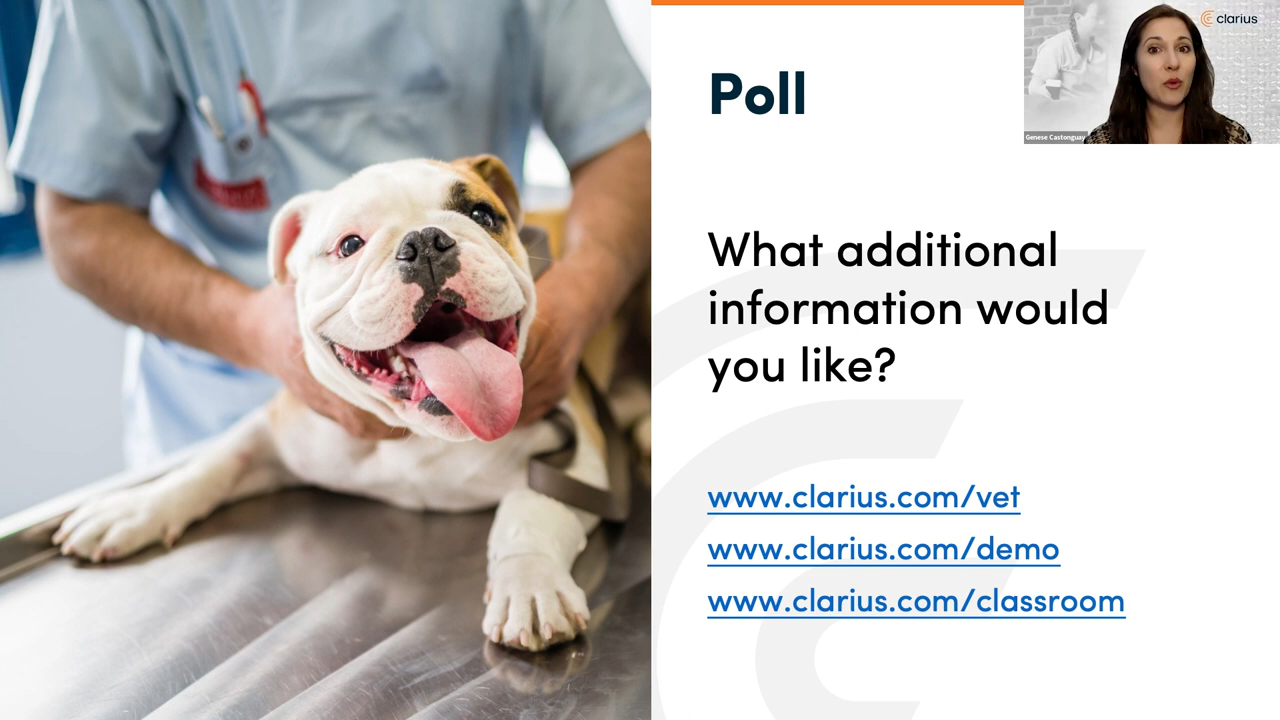 Poll
clarius
Genese Castonguay
What additional
information would
you like?
www.clarius.com/vet
www.clarius.com/demo
www.clarius.com/classroom